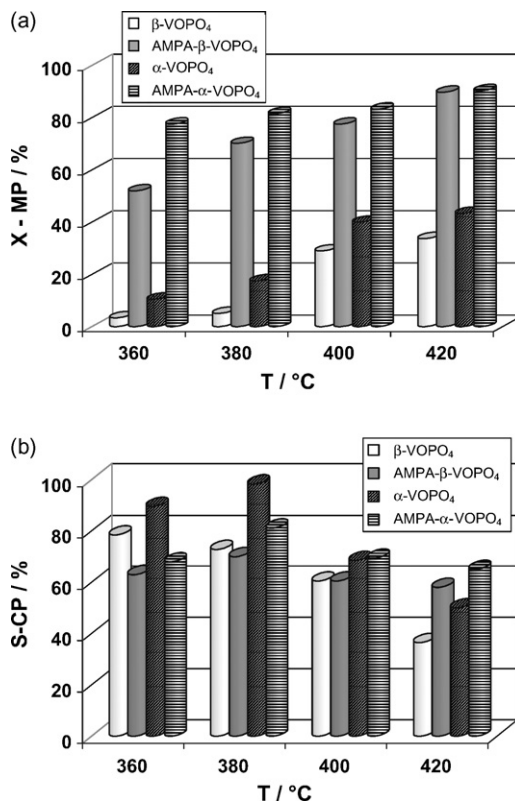 (a)
β-VOPO₄
AMPA-β-VOPO₄
α-VOPO₄
AMPA-α-VOPO₄
100
80
60
40
20
0
X - MP / %
360 380 400 420
T / °C
(b)
β-VOPO₄
AMPA-β-VOPO₄
α-VOPO₄
AMPA-α-VOPO₄
100
80
60
40
20
0
S-CP / %
360 380 400 420
T / °C